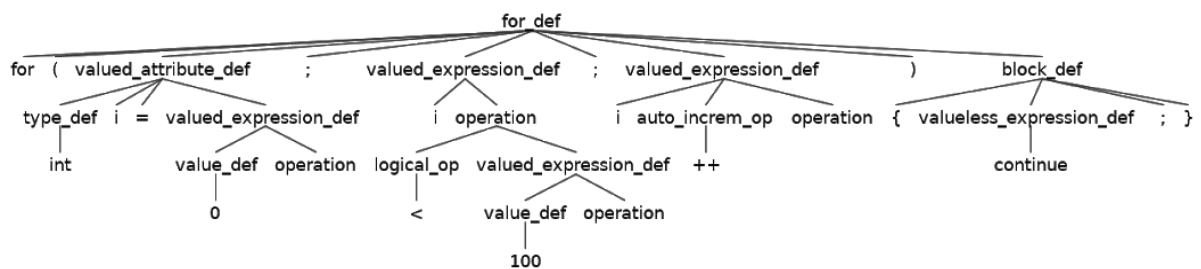 for_def
for ( valued_attribute_def ; valued_expression_def ; valued_expression_def ) block_def
type_def i = valued_expression_def i operation i auto_increm_op operation { valueless_expression_def ; }
int value_def operation logical_op valued_expression_def ++ continue
0 < value_def operation
100